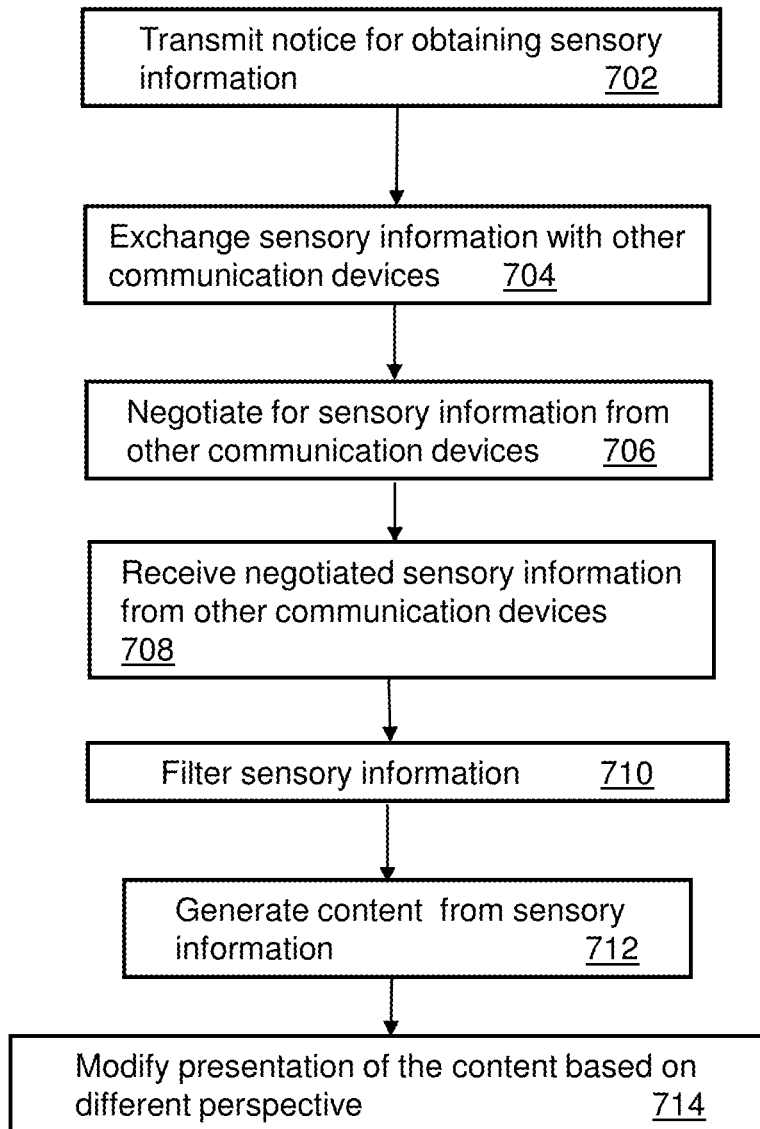 Transmit notice for obtaining sensory
information 702
Exchange sensory information with other
communication devices 704
Negotiate for sensory information from
other communication devices 706
Receive negotiated sensory information
from other communication devices
708
Filter sensory information 710
Generate content from sensory
information 712
Modify presentation of the content based on
different perspective 714